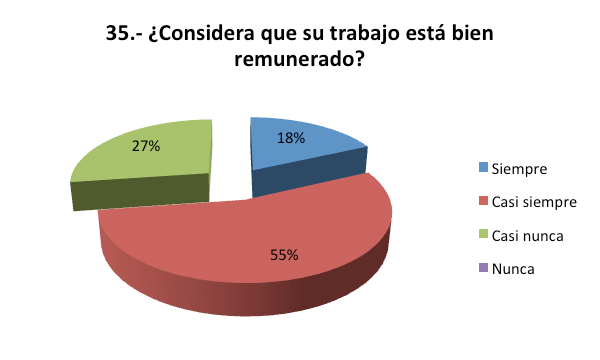 35.- ¿Considera que su trabajo está bien
remunerado?
18%
27%
55%
Siempre
Casi siempre
Casi nunca
Nunca